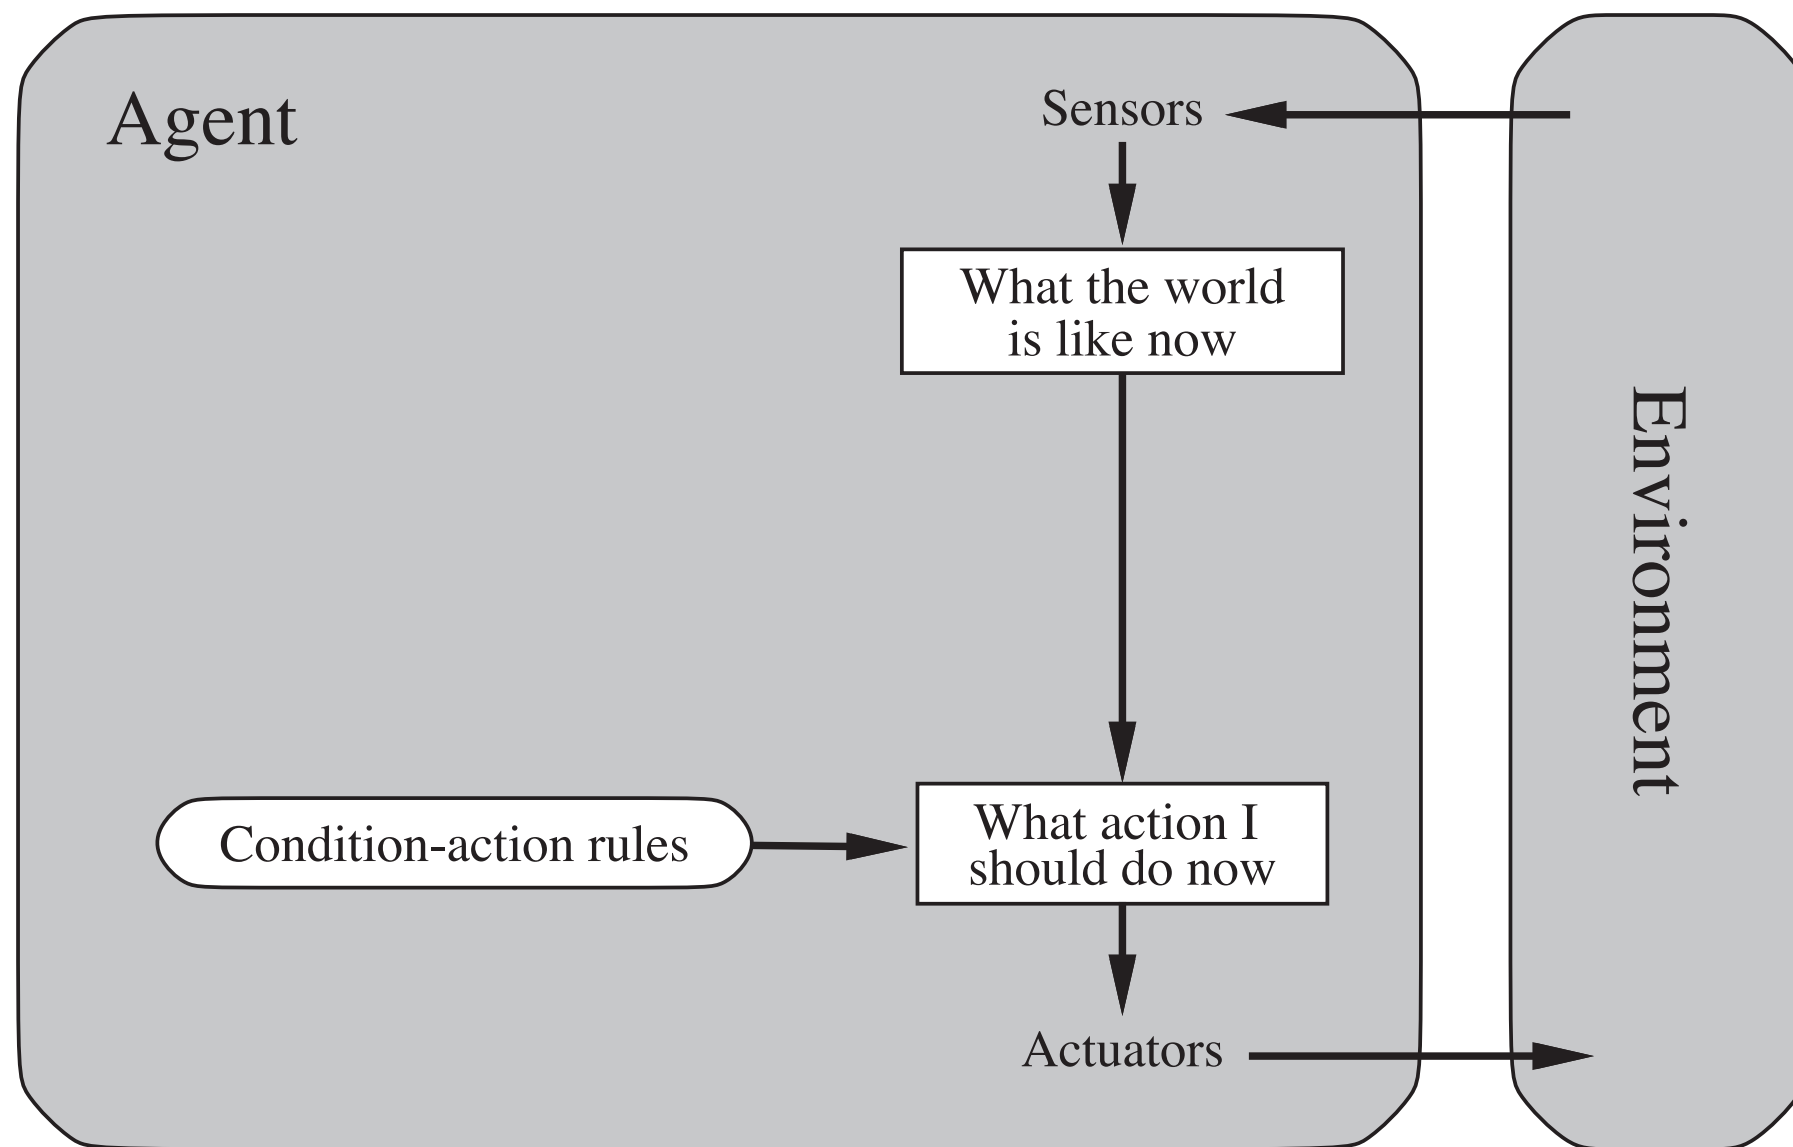 Agent
Sensors
What the world
is like now
Environment
Condition-action rules
What action I
should do now
Actuators